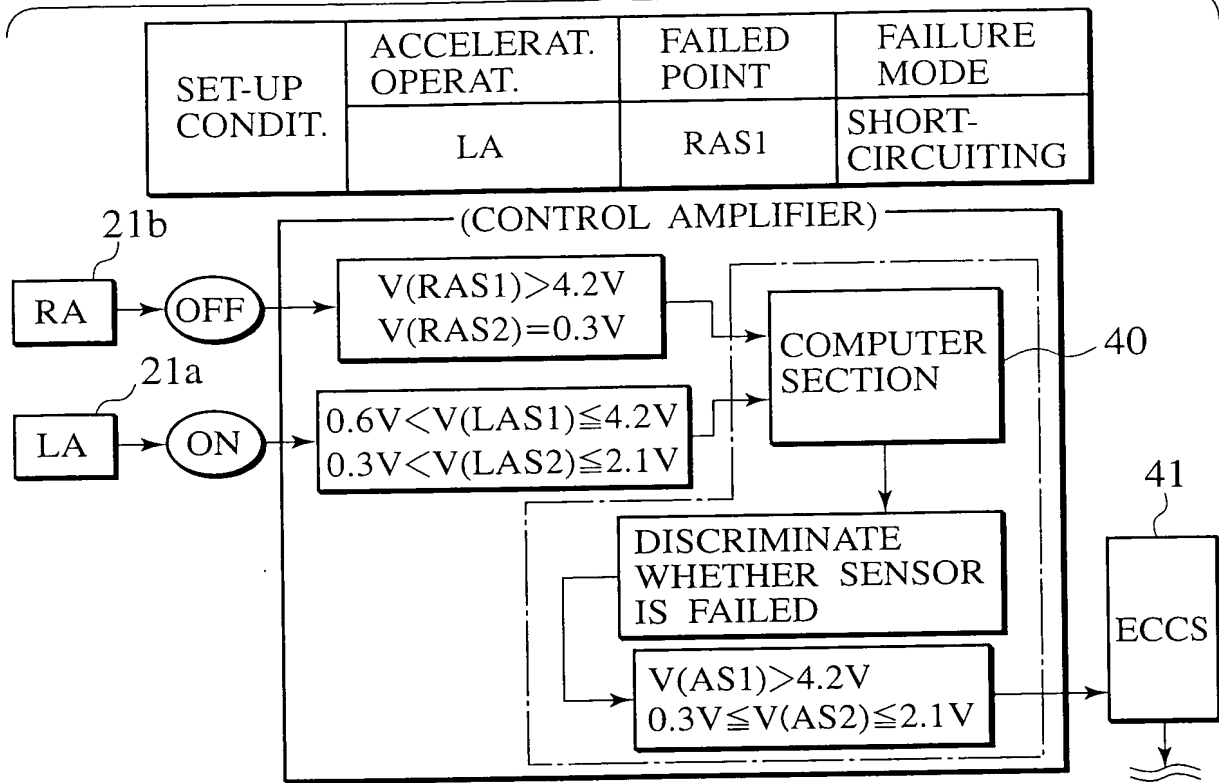 SET-UP
CONDIT.
ACCELERAT.
OPERAT.
FAILED
POINT
FAILURE
MODE
LA
RAS1
SHORT-
CIRCUITING
(CONTROL AMPLIFIER)
21b
RA
OFF
V(RAS1)>4.2V
V(RAS2)=0.3V
21a
LA
ON
0.6V<V(LAS1)≦4.2V
0.3V<V(LAS2)≦2.1V
COMPUTER
SECTION
40
DISCRIMINATE
WHETHER SENSOR
IS FAILED
V(AS1)>4.2V
0.3V≦V(AS2)≦2.1V
41
ECCS